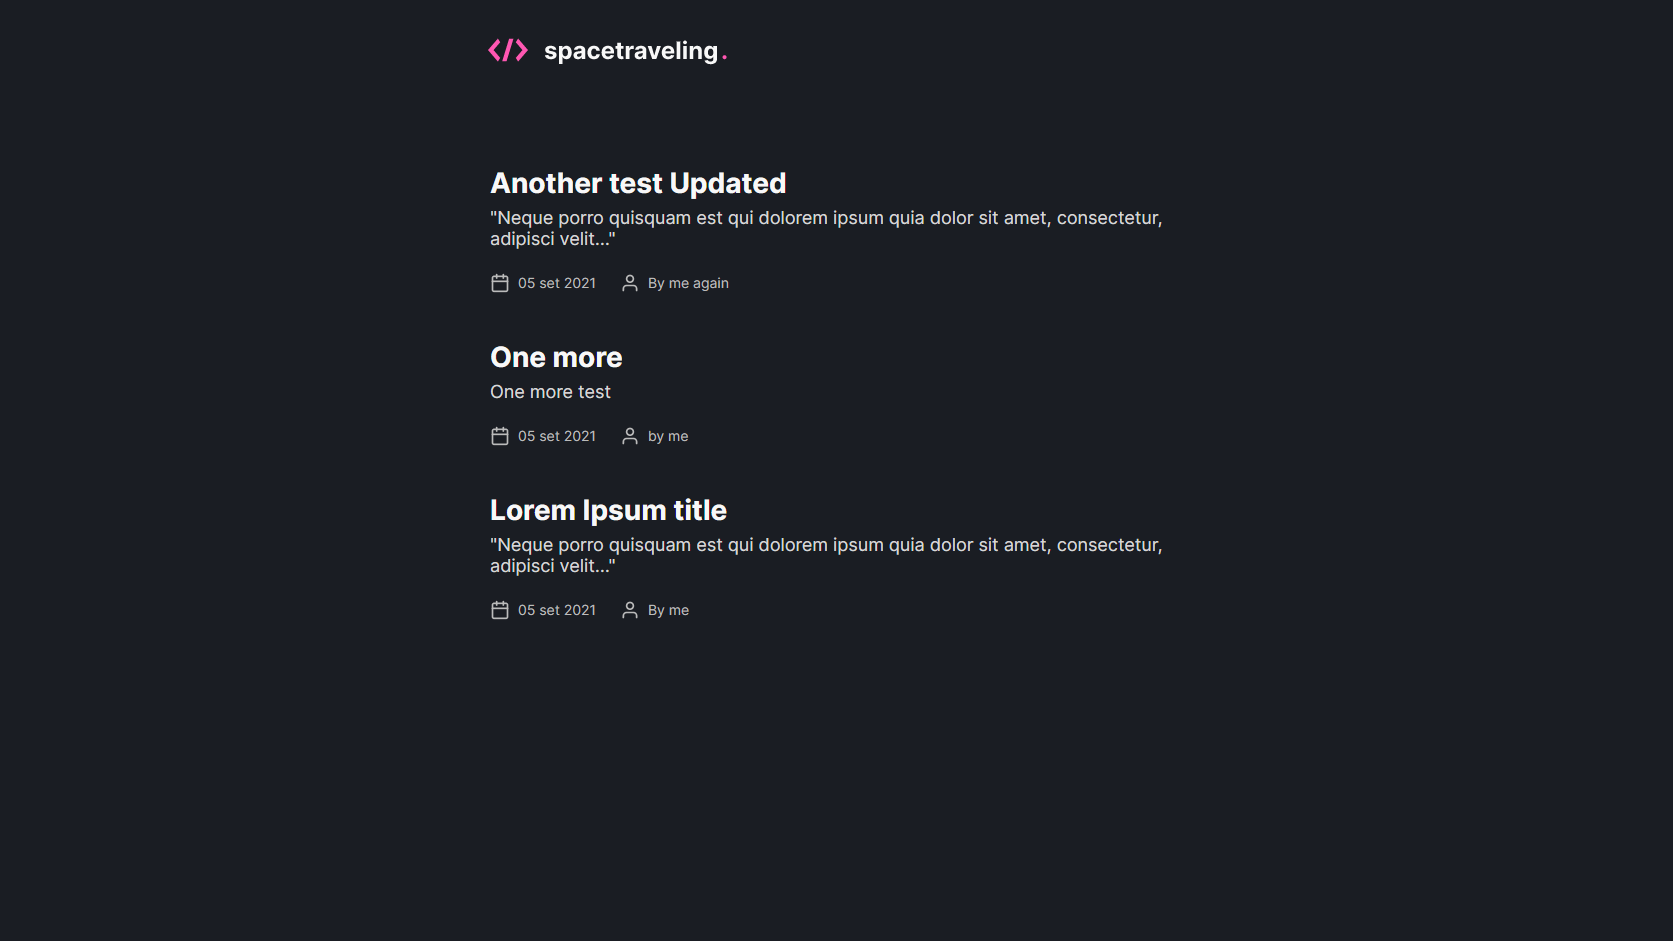 </> spacetraveling.
Another test Updated
"Neque porro quisquam est qui dolorem ipsum quia dolor sit amet, consectetur,
adipisci velit..."
05 set 2021 By me again
One more
One more test
05 set 2021 by me
Lorem Ipsum title
"Neque porro quisquam est qui dolorem ipsum quia dolor sit amet, consectetur,
adipisci velit..."
05 set 2021 By me